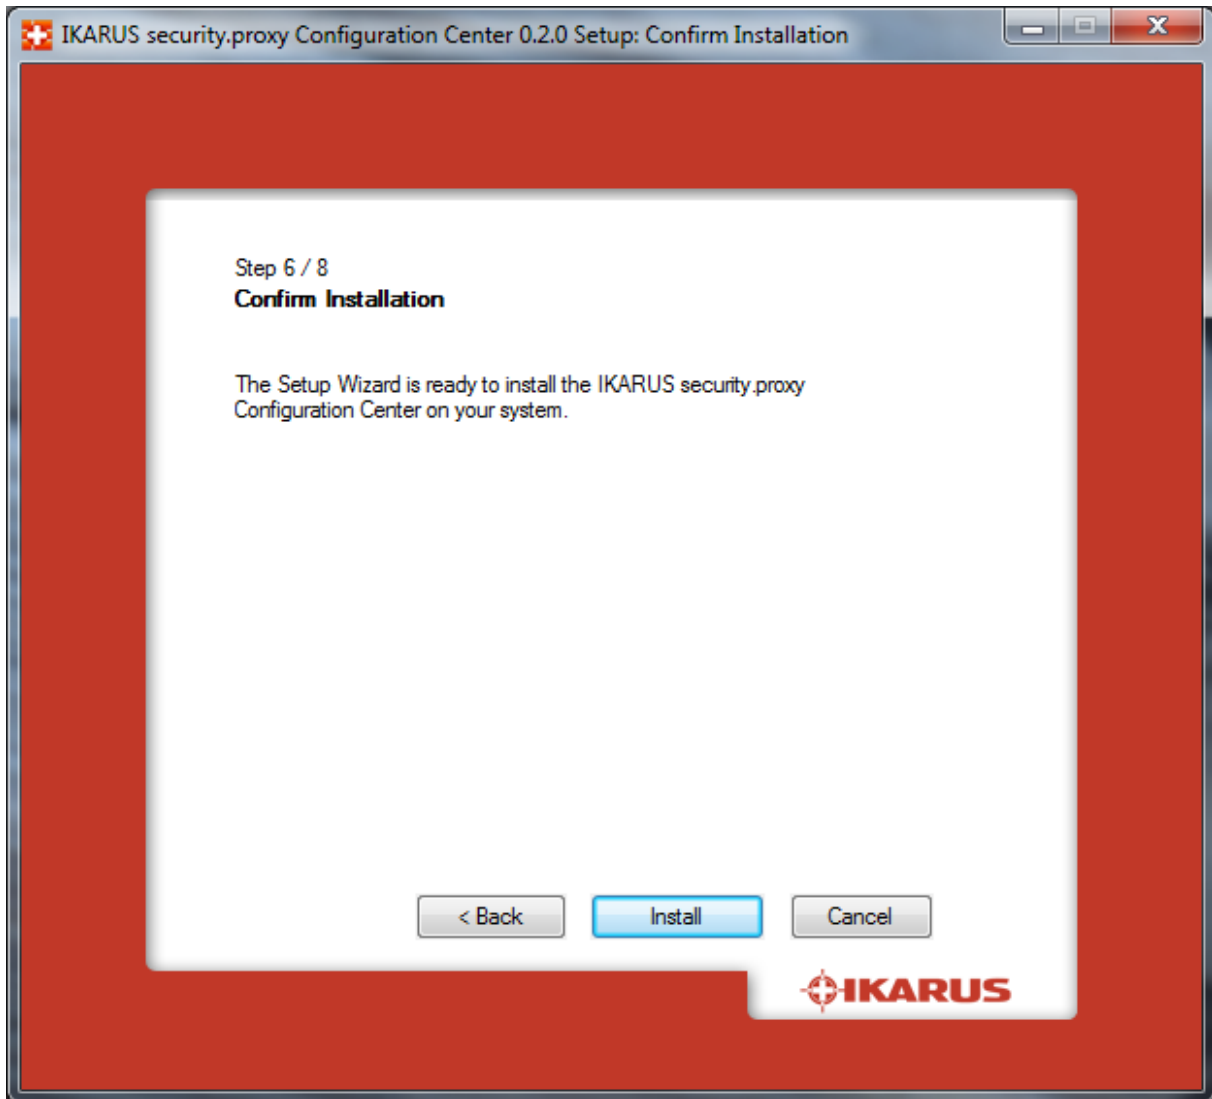 IKARUS security.proxy Configuration Center 0.2.0 Setup: Confirm Installation
Step 6 / 8
Confirm Installation
The Setup Wizard is ready to install the IKARUS security.proxy
Configuration Center on your system.
< Back Install Cancel
IKARUS